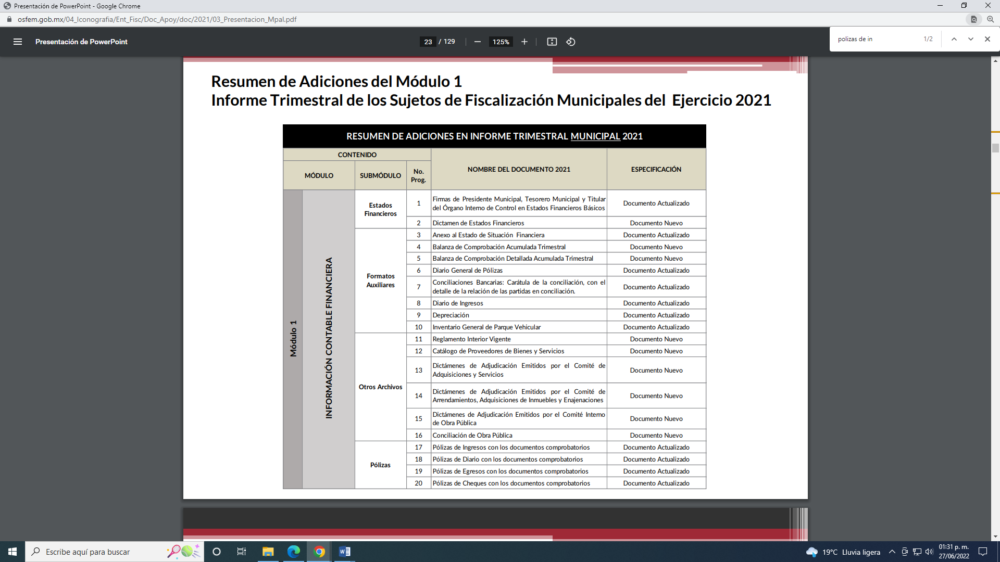 Presentación de PowerPoint - Google Chrome
osfem.gob.mx/04_Iconografia/Ent_Fisc/Doc_Apoy/doc/2021/03_Presentacion_Mpal.pdf
Presentación de PowerPoint
23 / 129
125%
polizas de in
1/2
Resumen de Adiciones del Módulo 1
Informe Trimestral de los Sujetos de Fiscalización Municipales del Ejercicio 2021
RESUMEN DE ADICIONES EN INFORME TRIMESTRAL MUNICIPAL 2021
CONTENIDO
NOMBRE DEL DOCUMENTO 2021
ESPECIFICACIÓN
MÓDULO
SUBMÓDULO
No.
Prog.
Módulo 1
INFORMACIÓN CONTABLE FINANCIERA
Estados
Financieros
1
Firmas de Presidente Municipal, Tesorero Municipal y Titular
del Órgano Interno de Control en Estados Financieros Básicos
Documento Actualizado
2 Dictamen de Estados Financieros Documento Nuevo
Formatos
Auxiliares
3 Anexo al Estado de Situación Financiera Documento Actualizado
4 Balanza de Comprobación Acumulada Trimestral Documento Nuevo
5 Balanza de Comprobación Detallada Acumulada Trimestral Documento Nuevo
6 Diario General de Pólizas Documento Actualizado
7
Conciliaciones Bancarias: Carátula de la conciliación, con el
detalle de la relación de las partidas en conciliación.
Documento Actualizado
8 Diario de Ingresos Documento Actualizado
9 Depreciación Documento Actualizado
10 Inventario General de Parque Vehicular Documento Actualizado
Otros Archivos
11 Reglamento Interior Vigente Documento Nuevo
12 Catálogo de Proveedores de Bienes y Servicios Documento Nuevo
13
Dictámenes de Adjudicación Emitidos por el Comité de
Adquisiciones y Servicios
Documento Nuevo
14
Dictámenes de Adjudicación Emitidos por el Comité de
Arrendamientos, Adquisiciones de Inmuebles y Enajenaciones
Documento Nuevo
15
Dictámenes de Adjudicación Emitidos por el Comité Interno
de Obra Pública
Documento Nuevo
16 Conciliación de Obra Pública Documento Nuevo
Pólizas
17 Pólizas de Ingresos con los documentos comprobatorios Documento Actualizado
18 Pólizas de Diario con los documentos comprobatorios Documento Actualizado
19 Pólizas de Egresos con los documentos comprobatorios Documento Actualizado
20 Pólizas de Cheques con los documentos comprobatorios Documento Actualizado
Escribe aquí para buscar
19°C Lluvia ligera
01:31 p. m.
27/06/2022